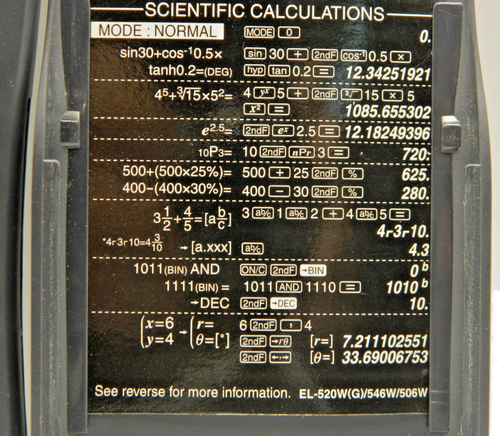 SCIENTIFIC CALCULATIONS
MODE : NORMAL MODE 0 0.
sin30+cos⁻¹0.5× sin 30 + 2ndF cos⁻¹ 0.5 ×
tanh0.2=(DEG) hyp tan 0.2 = 12.34251921
4⁵+³√15×5²= 4 yˣ 5 + 2ndF ³√ 15 × 5
x² = 1085.655302
e²·⁵= 2ndF eˣ 2.5 = 12.18249396
₁₀P₃= 10 2ndF nPr 3 = 720.
500+(500×25%)= 500 + 25 2ndF % 625.
400−(400×30%)= 400 − 30 2ndF % 280.
3 1/2 + 4/5 = [a b/c] 3 ab/c 1 ab/c 2 + 4 ab/c 5 =
4r3r10.
*4r3r10=4 3/10 →[a.xxx] ab/c 4.3
1011(BIN) AND ON/C 2ndF →BIN 0 b
1111(BIN) = 1011 AND 1110 = 1010 b
→DEC 2ndF →DEC 10.
{x=6 → {r= 6 2ndF , 4
y=4 θ=[°] 2ndF →rθ [r=] 7.211102551
2ndF ←,→ [θ=] 33.69006753
See reverse for more information. EL-520W(G)/546W/506W